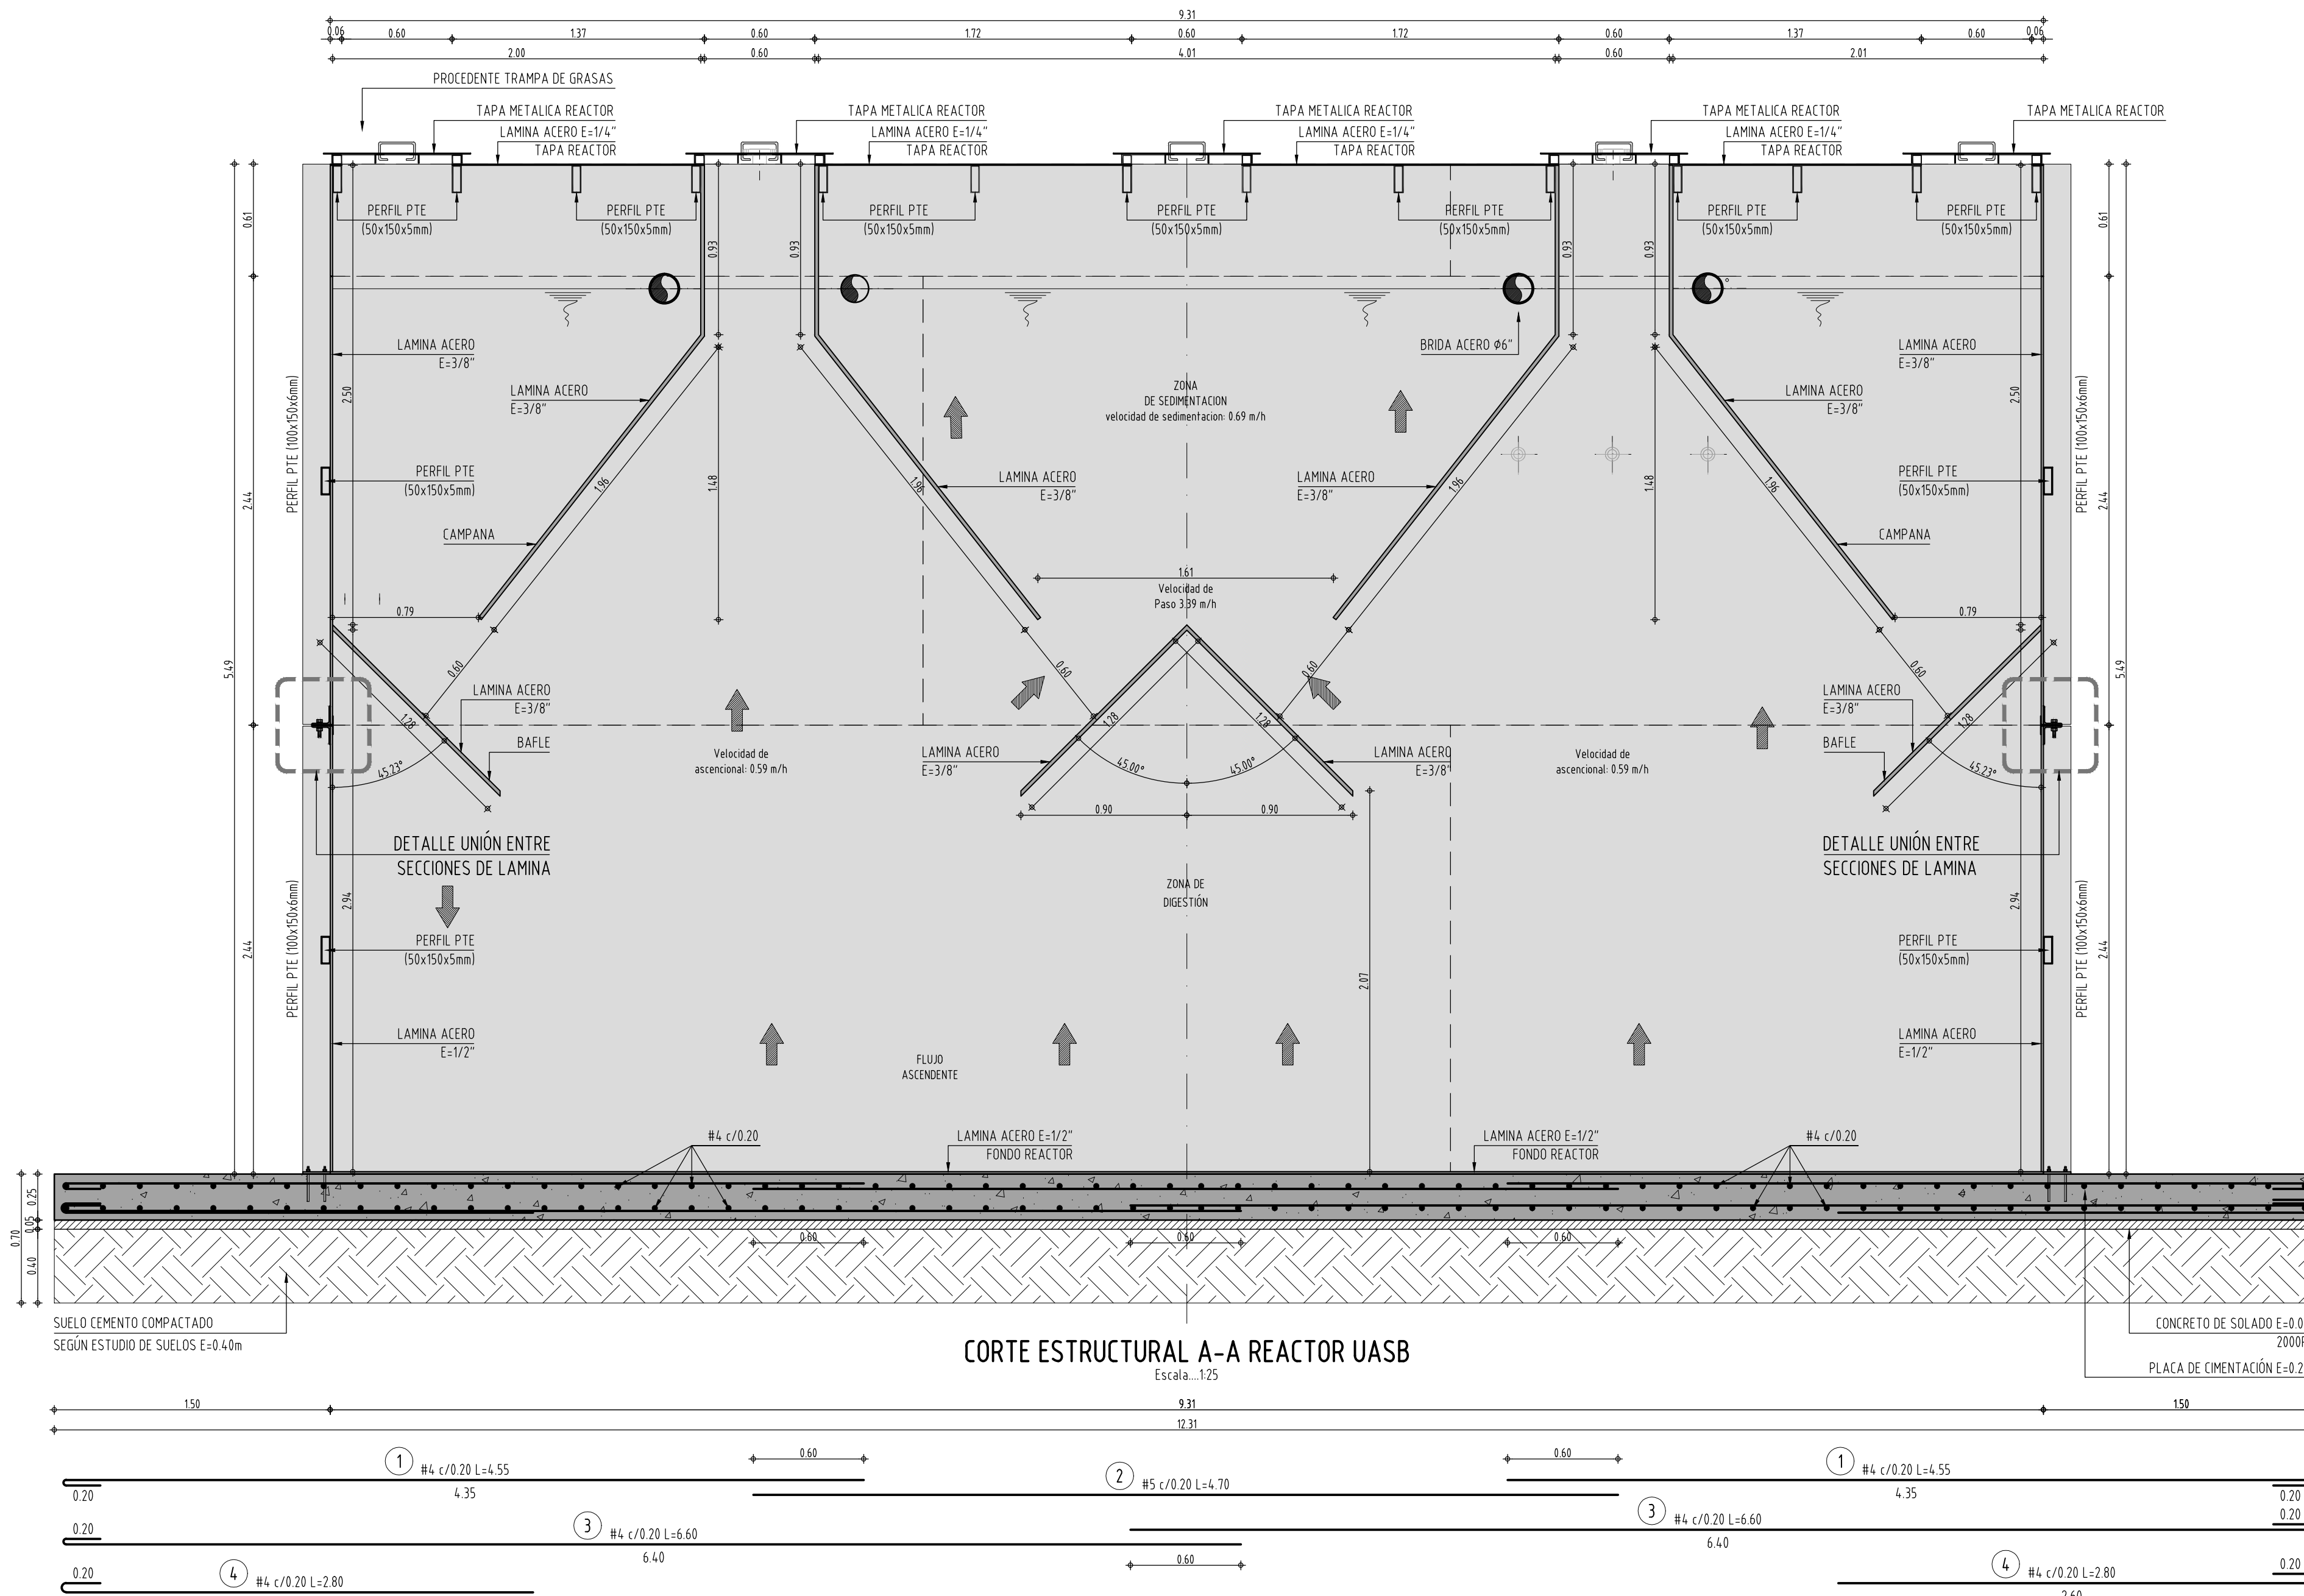 9.31
0.06 0.60 1.37 0.60 1.72 0.60 1.72 0.60 1.37 0.60 0.06
2.00 0.60 4.01 0.60 2.01
PROCEDENTE TRAMPA DE GRASAS
TAPA METALICA REACTOR
LAMINA ACERO E=1/4"
TAPA REACTOR
TAPA METALICA REACTOR
LAMINA ACERO E=1/4"
TAPA REACTOR
TAPA METALICA REACTOR
LAMINA ACERO E=1/4"
TAPA REACTOR
TAPA METALICA REACTOR
LAMINA ACERO E=1/4"
TAPA REACTOR
TAPA METALICA REACTOR
PERFIL PTE
(50x150x5mm)
PERFIL PTE
(50x150x5mm)
PERFIL PTE
(50x150x5mm)
PERFIL PTE
(50x150x5mm)
PERFIL PTE
(50x150x5mm)
PERFIL PTE
(50x150x5mm)
PERFIL PTE
(50x150x5mm)
0.61
0.93
0.93
0.93
0.93
0.61
LAMINA ACERO
E=3/8"
BRIDA ACERO Ø6"
LAMINA ACERO
E=3/8"
PERFIL PTE (100x150x6mm)
2.50
LAMINA ACERO
E=3/8"
ZONA
DE SEDIMENTACION
velocidad de sedimentacion: 0.69 m/h
LAMINA ACERO
E=3/8"
2.50
PERFIL PTE (100x150x6mm)
2.44
PERFIL PTE
(50x150x5mm)
1.96
1.48
1.96
LAMINA ACERO
E=3/8"
LAMINA ACERO
E=3/8"
1.96
1.48
1.96
PERFIL PTE
(50x150x5mm)
2.44
CAMPANA
CAMPANA
1.61
Velocidad de
Paso 3.39 m/h
0.79
0.79
5.49
0.60
0.60
0.60
0.60
5.49
LAMINA ACERO
E=3/8"
1.28
1.28
1.28
LAMINA ACERO
E=3/8"
1.28
BAFLE
BAFLE
45.23°
Velocidad de
ascencional: 0.59 m/h
LAMINA ACERO
E=3/8"
45.00°
45.00°
LAMINA ACERO
E=3/8"
Velocidad de
ascencional: 0.59 m/h
45.23°
0.90 0.90
DETALLE UNIÓN ENTRE
SECCIONES DE LAMINA
DETALLE UNIÓN ENTRE
SECCIONES DE LAMINA
ZONA DE
DIGESTIÓN
PERFIL PTE (100x150x6mm)
2.44
2.94
PERFIL PTE
(50x150x5mm)
2.07
PERFIL PTE
(50x150x5mm)
2.94
PERFIL PTE (100x150x6mm)
2.44
LAMINA ACERO
E=1/2"
LAMINA ACERO
E=1/2"
FLUJO
ASCENDENTE
#4 c/0.20
LAMINA ACERO E=1/2"
FONDO REACTOR
LAMINA ACERO E=1/2"
FONDO REACTOR
#4 c/0.20
0.70
0.25
0.05
0.40
0.60 0.60 0.60
SUELO CEMENTO COMPACTADO
SEGÚN ESTUDIO DE SUELOS E=0.40m
CONCRETO DE SOLADO E=0.0
PLACA DE CIMENTACIÓN E=0.2
CORTE ESTRUCTURAL A-A REACTOR UASB
Escala....1:25
1.50 9.31 1.50
12.31
1 #4 c/0.20 L=4.55
0.20 4.35
0.60
2 #5 c/0.20 L=4.70
0.60
1 #4 c/0.20 L=4.55
4.35 0.20
0.20 3 #4 c/0.20 L=6.60
6.40
3 #4 c/0.20 L=6.60 0.20
6.40
0.60
0.20 4 #4 c/0.20 L=2.80
4 #4 c/0.20 L=2.80 0.20